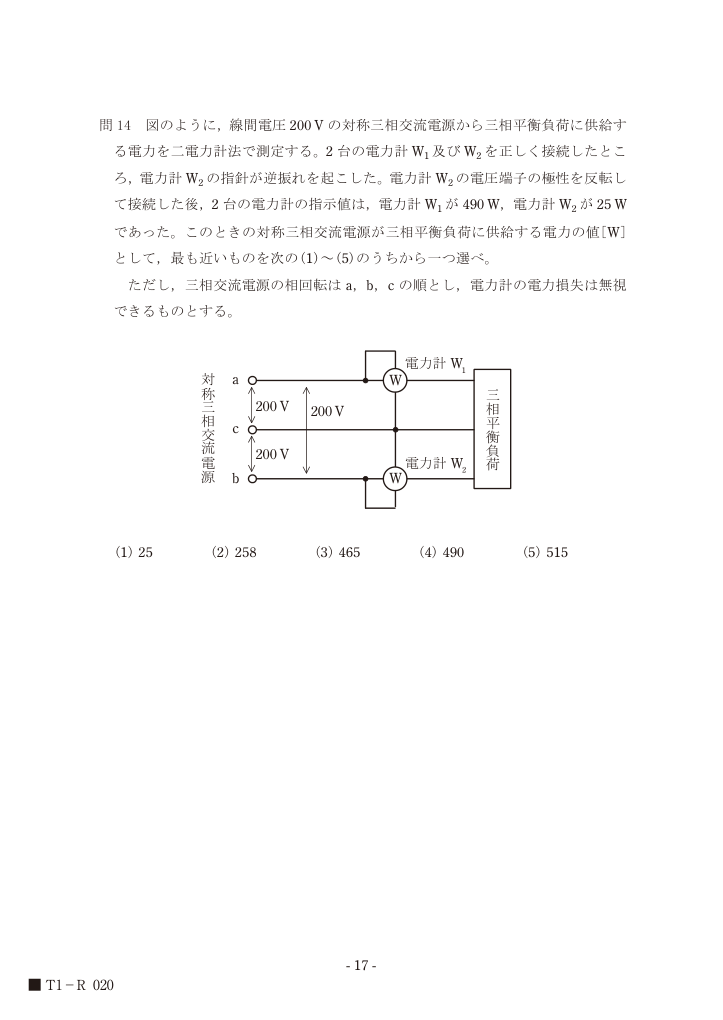 問14 図のように，線間電圧200 Vの対称三相交流電源から三相平衡負荷に供給す
る電力を二電力計法で測定する。2 台の電力計 W₁ 及び W₂ を正しく接続したとこ
ろ，電力計 W₂ の指針が逆振れを起こした。電力計 W₂ の電圧端子の極性を反転し
て接続した後，2 台の電力計の指示値は，電力計 W₁ が 490 W，電力計 W₂ が 25 W
であった。このときの対称三相交流電源が三相平衡負荷に供給する電力の値[W]
として，最も近いものを次の(1)～(5)のうちから一つ選べ。
ただし，三相交流電源の相回転は a，b，c の順とし，電力計の電力損失は無視
できるものとする。
対称三相交流電源
a
c
b
200 V
200 V
200 V
電力計 W₁
W
電力計 W₂
W
三相平衡負荷
(1) 25 (2) 258 (3) 465 (4) 490 (5) 515
- 17 -
■ T1－R 020